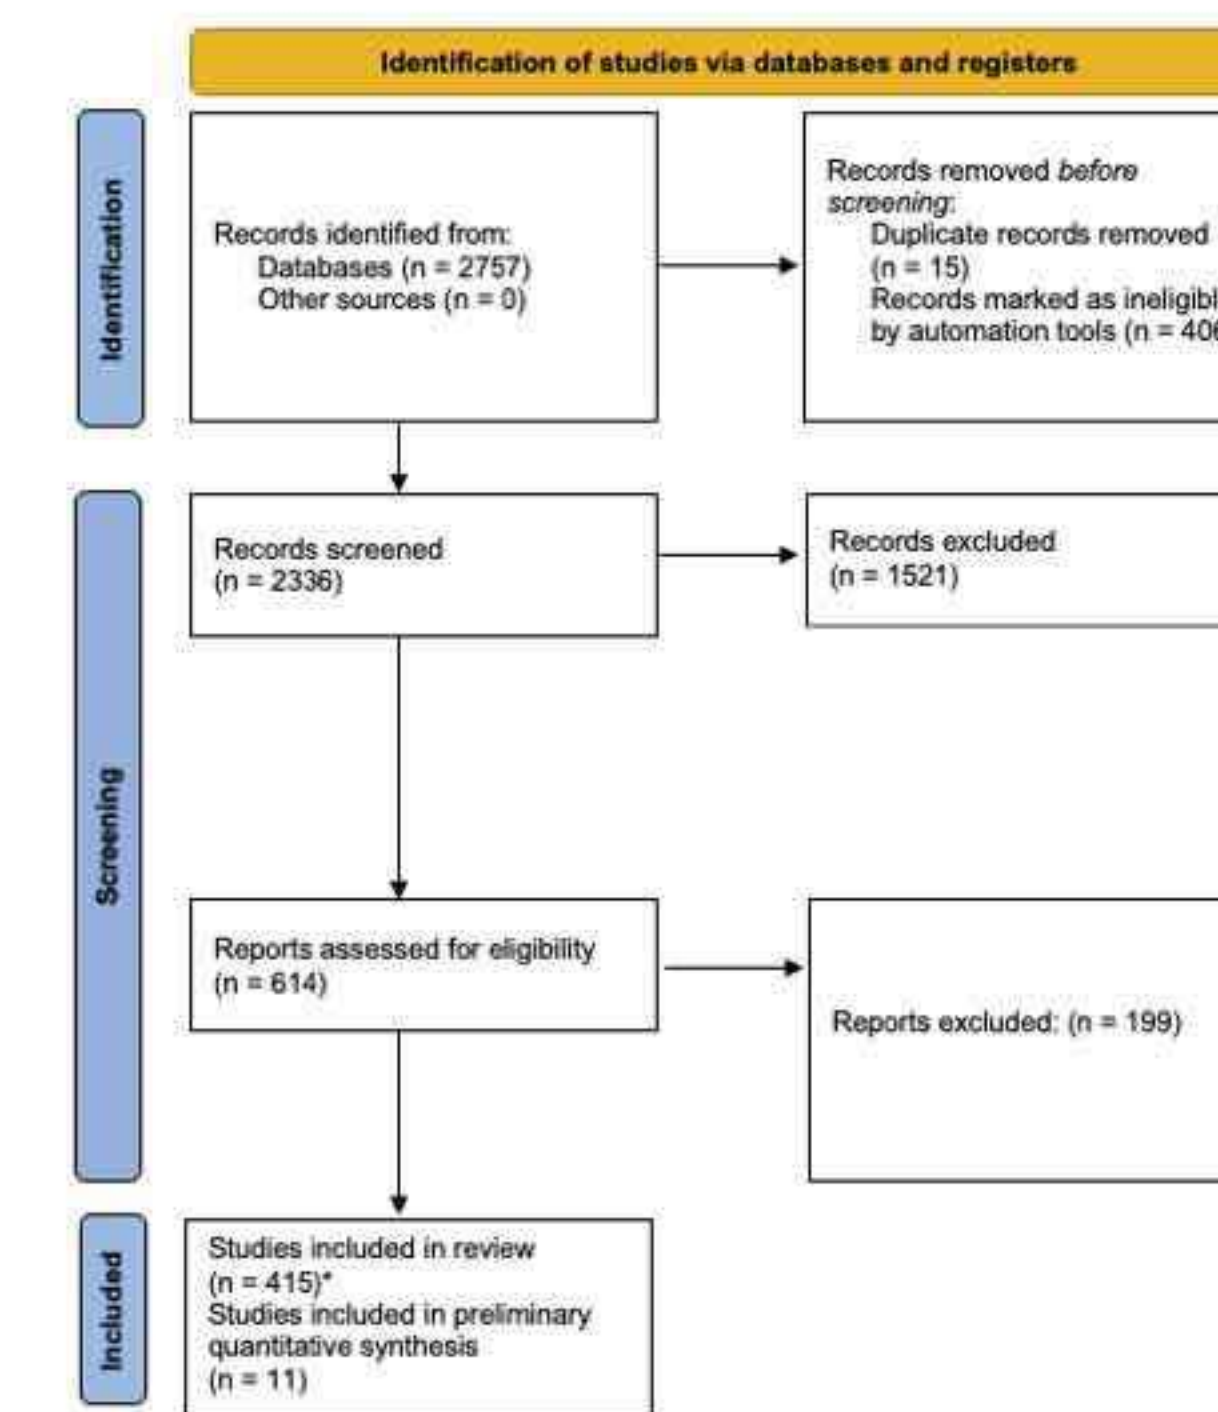 Identification of studies via databases and registers
Identification
Records identified from:
Databases (n = 2757)
Other sources (n = 0)
Records removed before
screening:
Duplicate records removed
(n = 15)
Records marked as ineligibl
by automation tools (n = 406
Screening
Records screened
(n = 2336)
Records excluded
(n = 1521)
Reports assessed for eligibility
(n = 614)
Reports excluded: (n = 199)
Included
Studies included in review
(n = 415)*
Studies included in preliminary
quantitative synthesis
(n = 11)